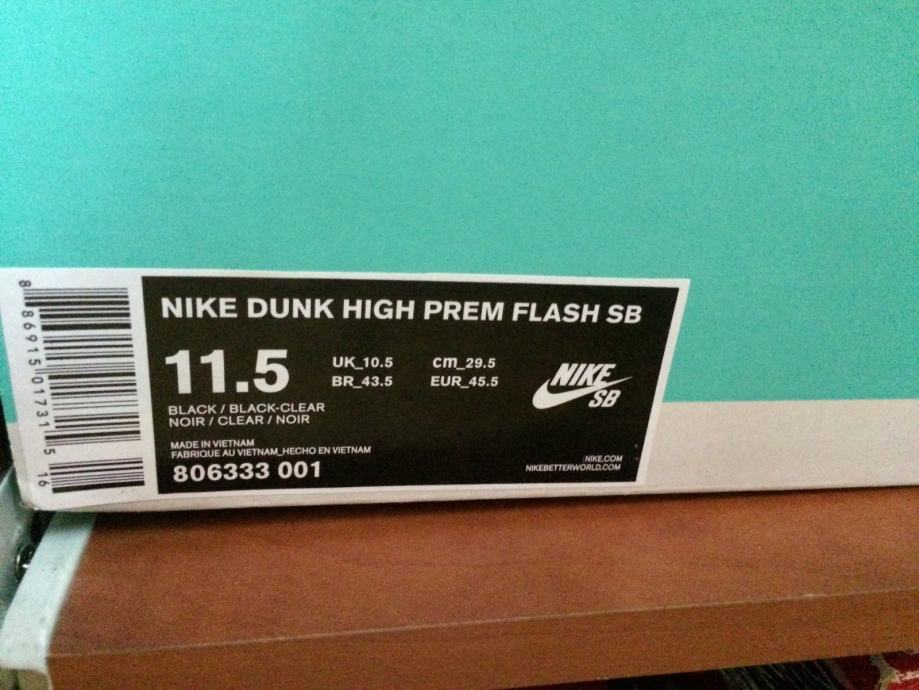 8 86915 01731 5 16
NIKE DUNK HIGH PREM FLASH SB
11.5 UK_10.5 cm_29.5
BR_43.5 EUR_45.5
BLACK / BLACK-CLEAR
NOIR / CLEAR / NOIR
NIKE
SB
MADE IN VIETNAM
FABRIQUE AU VIETNAM_HECHO EN VIETNAM
806333 001
NIKE.COM
NIKEBETTERWORLD.COM